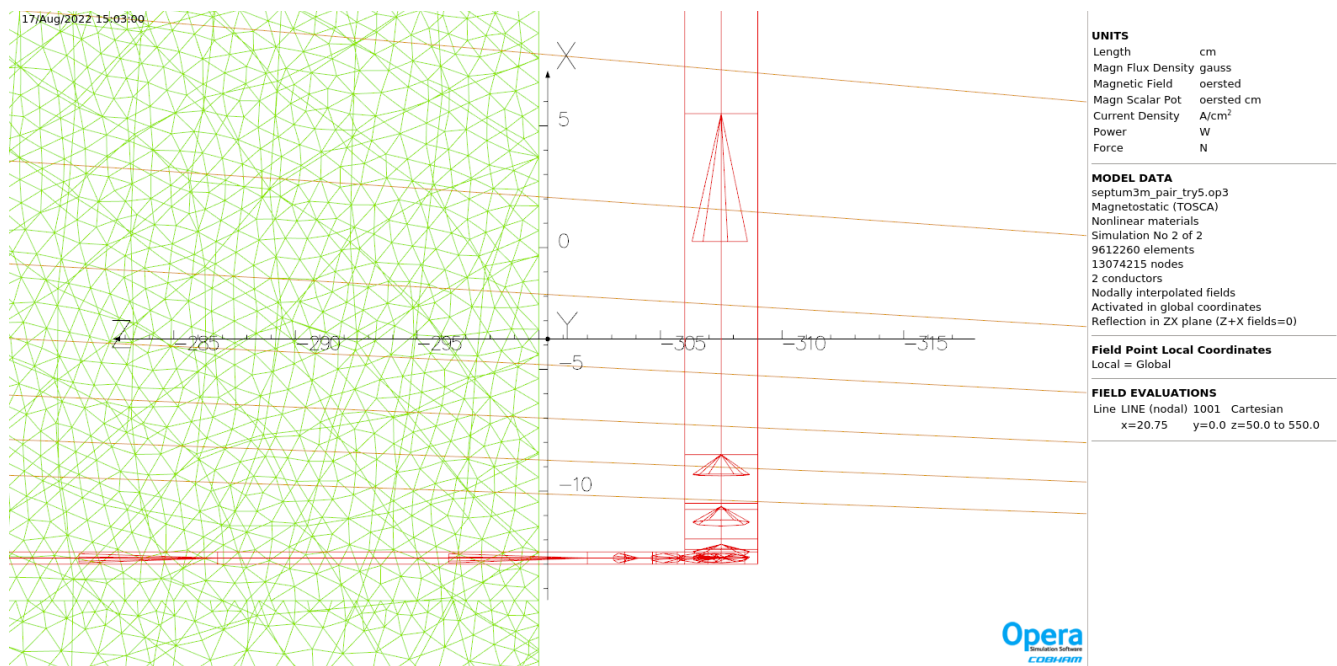 17/Aug/2022 15:03:00
X
5
0
Z
Y
-285 -290 -295 -305 -310 -315
-5
-10
UNITS
Length cm
Magn Flux Density gauss
Magnetic Field oersted
Magn Scalar Pot oersted cm
Current Density A/cm²
Power W
Force N
MODEL DATA
septum3m_pair_try5.op3
Magnetostatic (TOSCA)
Nonlinear materials
Simulation No 2 of 2
9612260 elements
13074215 nodes
2 conductors
Nodally interpolated fields
Activated in global coordinates
Reflection in ZX plane (Z+X fields=0)
Field Point Local Coordinates
Local = Global
FIELD EVALUATIONS
Line LINE (nodal) 1001 Cartesian
x=20.75 y=0.0 z=50.0 to 550.0
Opera
Simulation Software
COBHAM